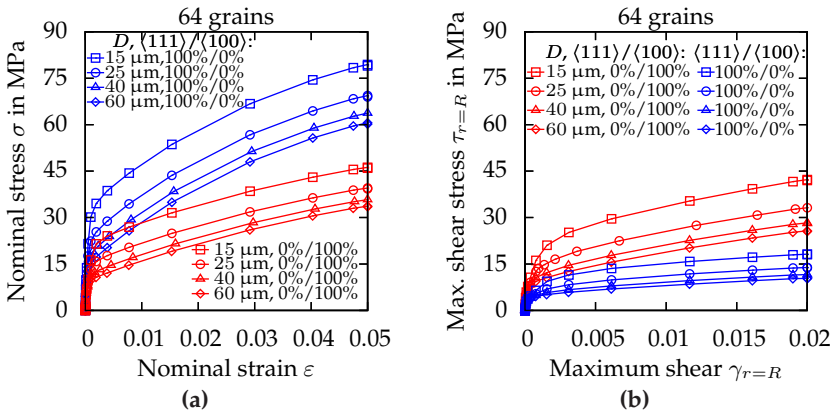 64 grains
Nominal stress σ in MPa
90
75
60
45
30
15
0
D, ⟨111⟩/⟨100⟩:
15 µm,100%/0%
25 µm,100%/0%
40 µm,100%/0%
60 µm,100%/0%
15 µm, 0%/100%
25 µm, 0%/100%
40 µm, 0%/100%
60 µm, 0%/100%
0 0.01 0.02 0.03 0.04 0.05
Nominal strain ε
(a)
64 grains
Max. shear stress τr=R in MPa
90
75
60
45
30
15
0
D, ⟨111⟩/⟨100⟩: ⟨111⟩/⟨100⟩:
15 µm, 0%/100% 100%/0%
25 µm, 0%/100% 100%/0%
40 µm, 0%/100% 100%/0%
60 µm, 0%/100% 100%/0%
0 0.005 0.01 0.015 0.02
Maximum shear γr=R
(b)